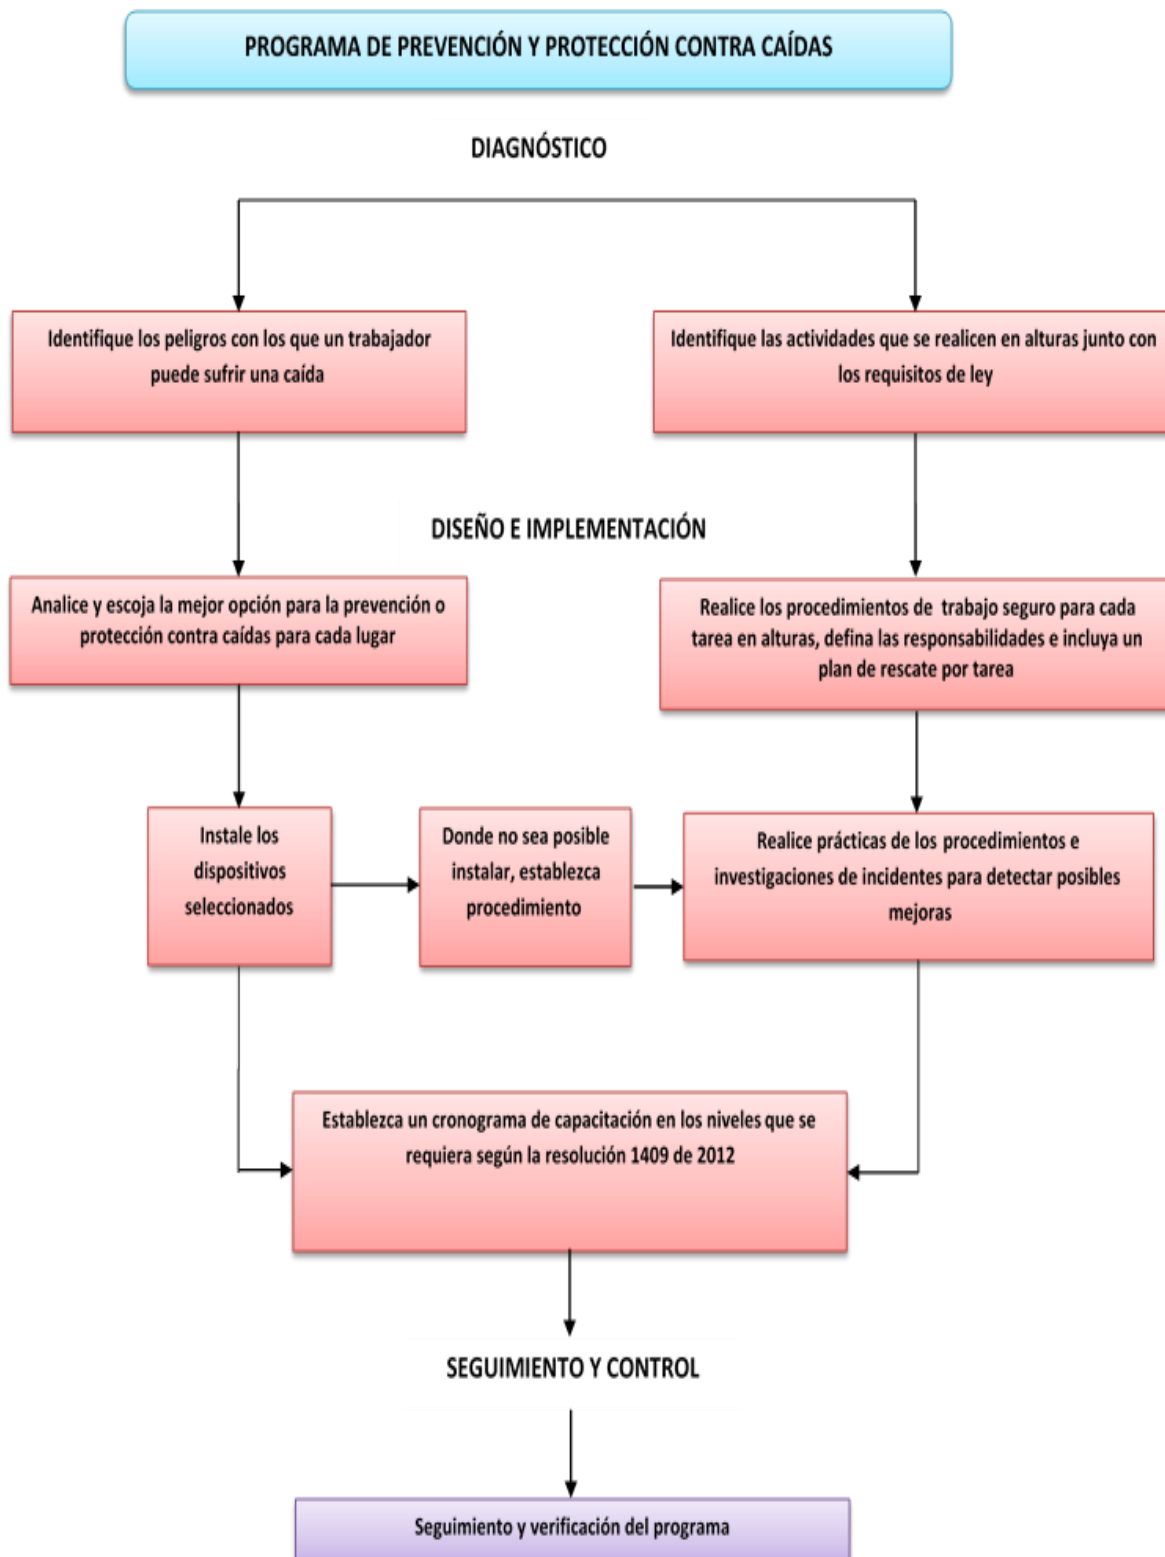 PROGRAMA DE PREVENCIÓN Y PROTECCIÓN CONTRA CAÍDAS
DIAGNÓSTICO
Identifique los peligros con los que un trabajador
puede sufrir una caída
Identifique las actividades que se realicen en alturas junto con
los requisitos de ley
DISEÑO E IMPLEMENTACIÓN
Analice y escoja la mejor opción para la prevención o
protección contra caídas para cada lugar
Realice los procedimientos de trabajo seguro para cada
tarea en alturas, defina las responsabilidades e incluya un
plan de rescate por tarea
Instale los
dispositivos
seleccionados
Donde no sea posible
instalar, establezca
procedimiento
Realice prácticas de los procedimientos e
investigaciones de incidentes para detectar posibles
mejoras
Establezca un cronograma de capacitación en los niveles que se
requiera según la resolución 1409 de 2012
SEGUIMIENTO Y CONTROL
Seguimiento y verificación del programa